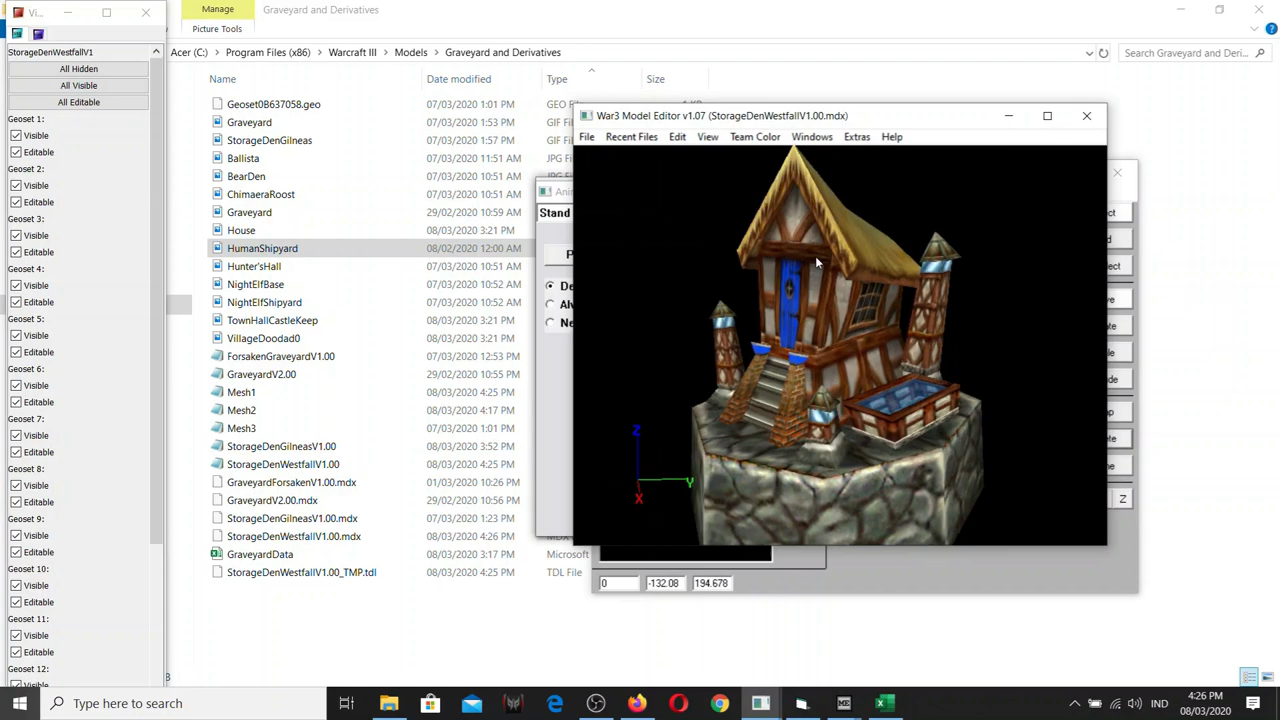 Vi...
StorageDenWestfallV1
All Hidden
All Visible
All Editable
Geoset 1:
Visible
Editable
Geoset 2:
Visible
Editable
Geoset 3:
Visible
Editable
Geoset 4:
Visible
Editable
Geoset 5:
Visible
Editable
Geoset 6:
Visible
Editable
Geoset 7:
Visible
Editable
Geoset 8:
Visible
Editable
Geoset 9:
Visible
Editable
Geoset 10:
Visible
Editable
Geoset 11:
Visible
Editable
Geoset 12:
Manage
Graveyard and Derivatives
Picture Tools
Acer (C:) > Program Files (x86) > Warcraft III > Models > Graveyard and Derivatives
Search Graveyard and Deri...
Name Date modified Type Size
Geoset0B637058.geo 07/03/2020 1:01 PM GEO Fi
Graveyard 07/03/2020 1:53 PM GIF Fi
StorageDenGilneas 07/03/2020 1:57 PM GIF Fi
Ballista 07/03/2020 11:51 AM JPG Fi
BearDen 07/03/2020 10:51 AM
ChimaeraRoost 07/03/2020 10:51 AM
Graveyard 29/02/2020 10:59 AM
House 08/03/2020 3:21 PM
HumanShipyard 08/02/2020 12:00 AM
Hunter'sHall 07/03/2020 10:51 AM
NightElfBase 07/03/2020 10:52 AM
NightElfShipyard 07/03/2020 10:52 AM
TownHallCastleKeep 08/03/2020 3:21 PM
VillageDoodad0 08/03/2020 3:21 PM
ForsakenGraveyardV1.00 07/03/2020 12:53 PM
GraveyardV2.00 29/02/2020 10:55 PM
Mesh1 08/03/2020 4:25 PM
Mesh2 08/03/2020 4:17 PM
Mesh3 07/03/2020 1:01 PM
StorageDenGilneasV1.00 08/03/2020 3:52 PM
StorageDenWestfallV1.00 08/03/2020 4:25 PM
GraveyardForsakenV1.00.mdx 01/03/2020 10:26 PM
GraveyardV2.00.mdx 29/02/2020 10:56 PM
StorageDenGilneasV1.00.mdx 07/03/2020 1:23 PM
StorageDenWestfallV1.00.mdx 08/03/2020 4:25 PM
GraveyardData 08/03/2020 3:17 PM Microsoft
StorageDenWestfallV1.00_TMP.tdl 08/03/2020 4:25 PM TDL File
Ani
Stand
P
De
Al
Ne
War3 Model Editor v1.07 (StorageDenWestfallV1.00.mdx)
File Recent Files Edit View Team Color Windows Extras Help
Z
Y
X
Z
0 -132.08 194.678
Type here to search
IND
4:26 PM
08/03/2020